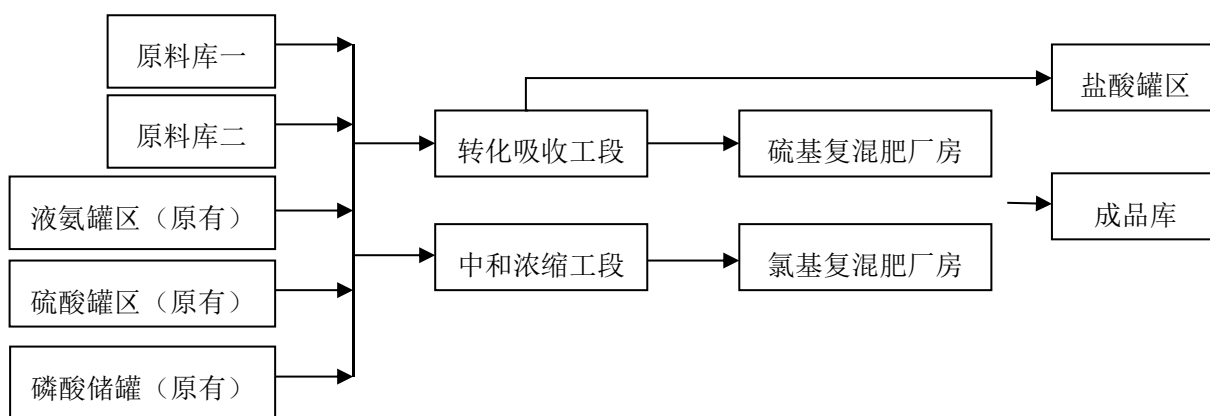 原料库一
原料库二
液氨罐区（原有）
硫酸罐区（原有）
磷酸储罐（原有）
转化吸收工段
中和浓缩工段
硫基复混肥厂房
氯基复混肥厂房
盐酸罐区
成品库